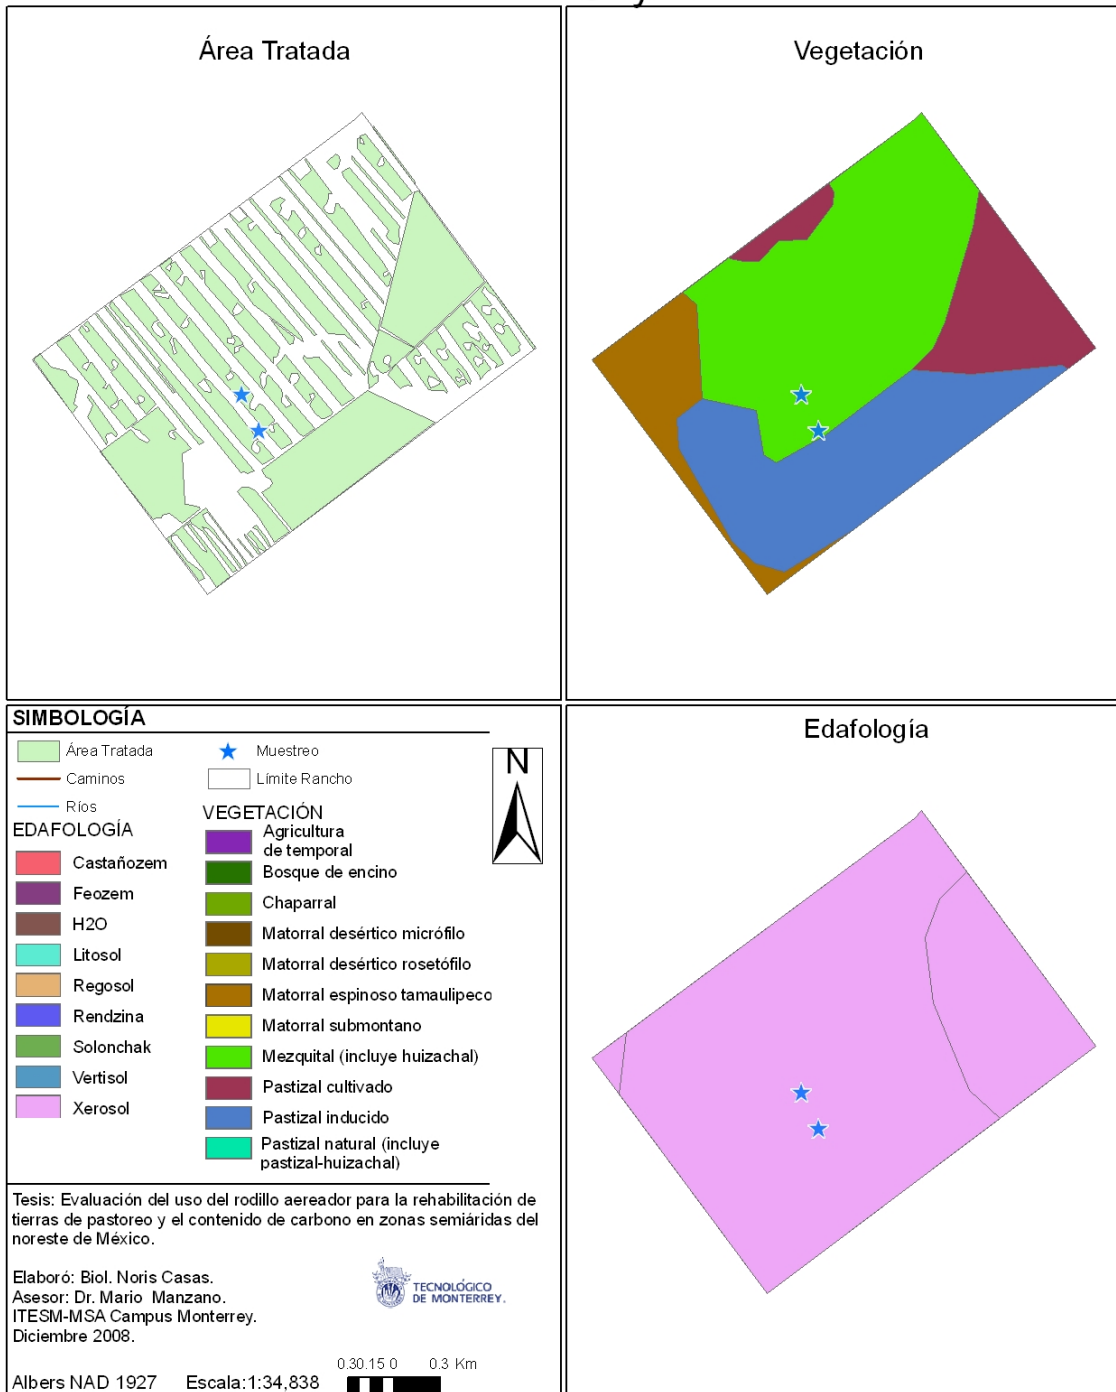 Área Tratada
Vegetación
SIMBOLOGÍA
Área Tratada
Muestreo
Caminos
Límite Rancho
Ríos
EDAFOLOGÍA
Castañozem
Feozem
H2O
Litosol
Regosol
Rendzina
Solonchak
Vertisol
Xerosol
VEGETACIÓN
Agricultura
de temporal
Bosque de encino
Chaparral
Matorral desértico micrófilo
Matorral desértico rosetófilo
Matorral espinoso tamaulipeco
Matorral submontano
Mezquital (incluye huizachal)
Pastizal cultivado
Pastizal inducido
Pastizal natural (incluye
pastizal-huizachal)
N
Edafología
Tesis: Evaluación del uso del rodillo aereador para la rehabilitación de
tierras de pastoreo y el contenido de carbono en zonas semiáridas del
noreste de México.
Elaboró: Biol. Noris Casas.
Asesor: Dr. Mario Manzano.
ITESM-MSA Campus Monterrey.
Diciembre 2008.
TECNOLÓGICO
DE MONTERREY.
Albers NAD 1927 Escala:1:34,838
0.30.15 0 0.3 Km